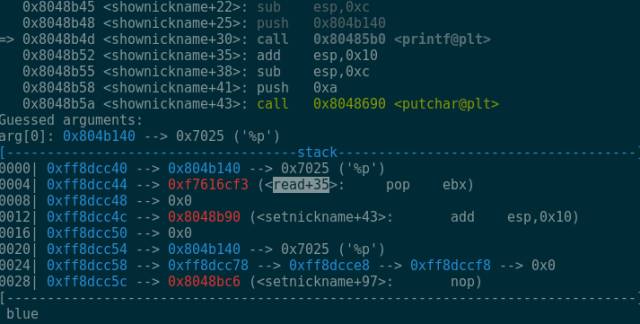 0x8048b45 <shownickname+22>: sub    esp,0xc
0x8048b48 <shownickname+25>: push   0x804b140
=> 0x8048b4d <shownickname+30>: call   0x80485b0 <printf@plt>
0x8048b52 <shownickname+35>: add    esp,0x10
0x8048b55 <shownickname+38>: sub    esp,0xc
0x8048b58 <shownickname+41>: push   0xa
0x8048b5a <shownickname+43>: call   0x8048690 <putchar@plt>
Guessed arguments:
arg[0]: 0x804b140 --> 0x7025 ('%p')
[------------------------------------stack-------------------------------------]
0000| 0xff8dcc40 --> 0x804b140 --> 0x7025 ('%p')
0004| 0xff8dcc44 --> 0xf7616cf3 (<read+35>:     pop    ebx)
0008| 0xff8dcc48 --> 0x0
0012| 0xff8dcc4c --> 0x8048b90 (<setnickname+43>:       add    esp,0x10)
0016| 0xff8dcc50 --> 0x0
0020| 0xff8dcc54 --> 0x804b140 --> 0x7025 ('%p')
0024| 0xff8dcc58 --> 0xff8dcc78 --> 0xff8dcce8 --> 0xff8dccf8 --> 0x0
0028| 0xff8dcc5c --> 0x8048bc6 (<setnickname+97>:       nop)
[------------------------------------------------------------------------------]
blue